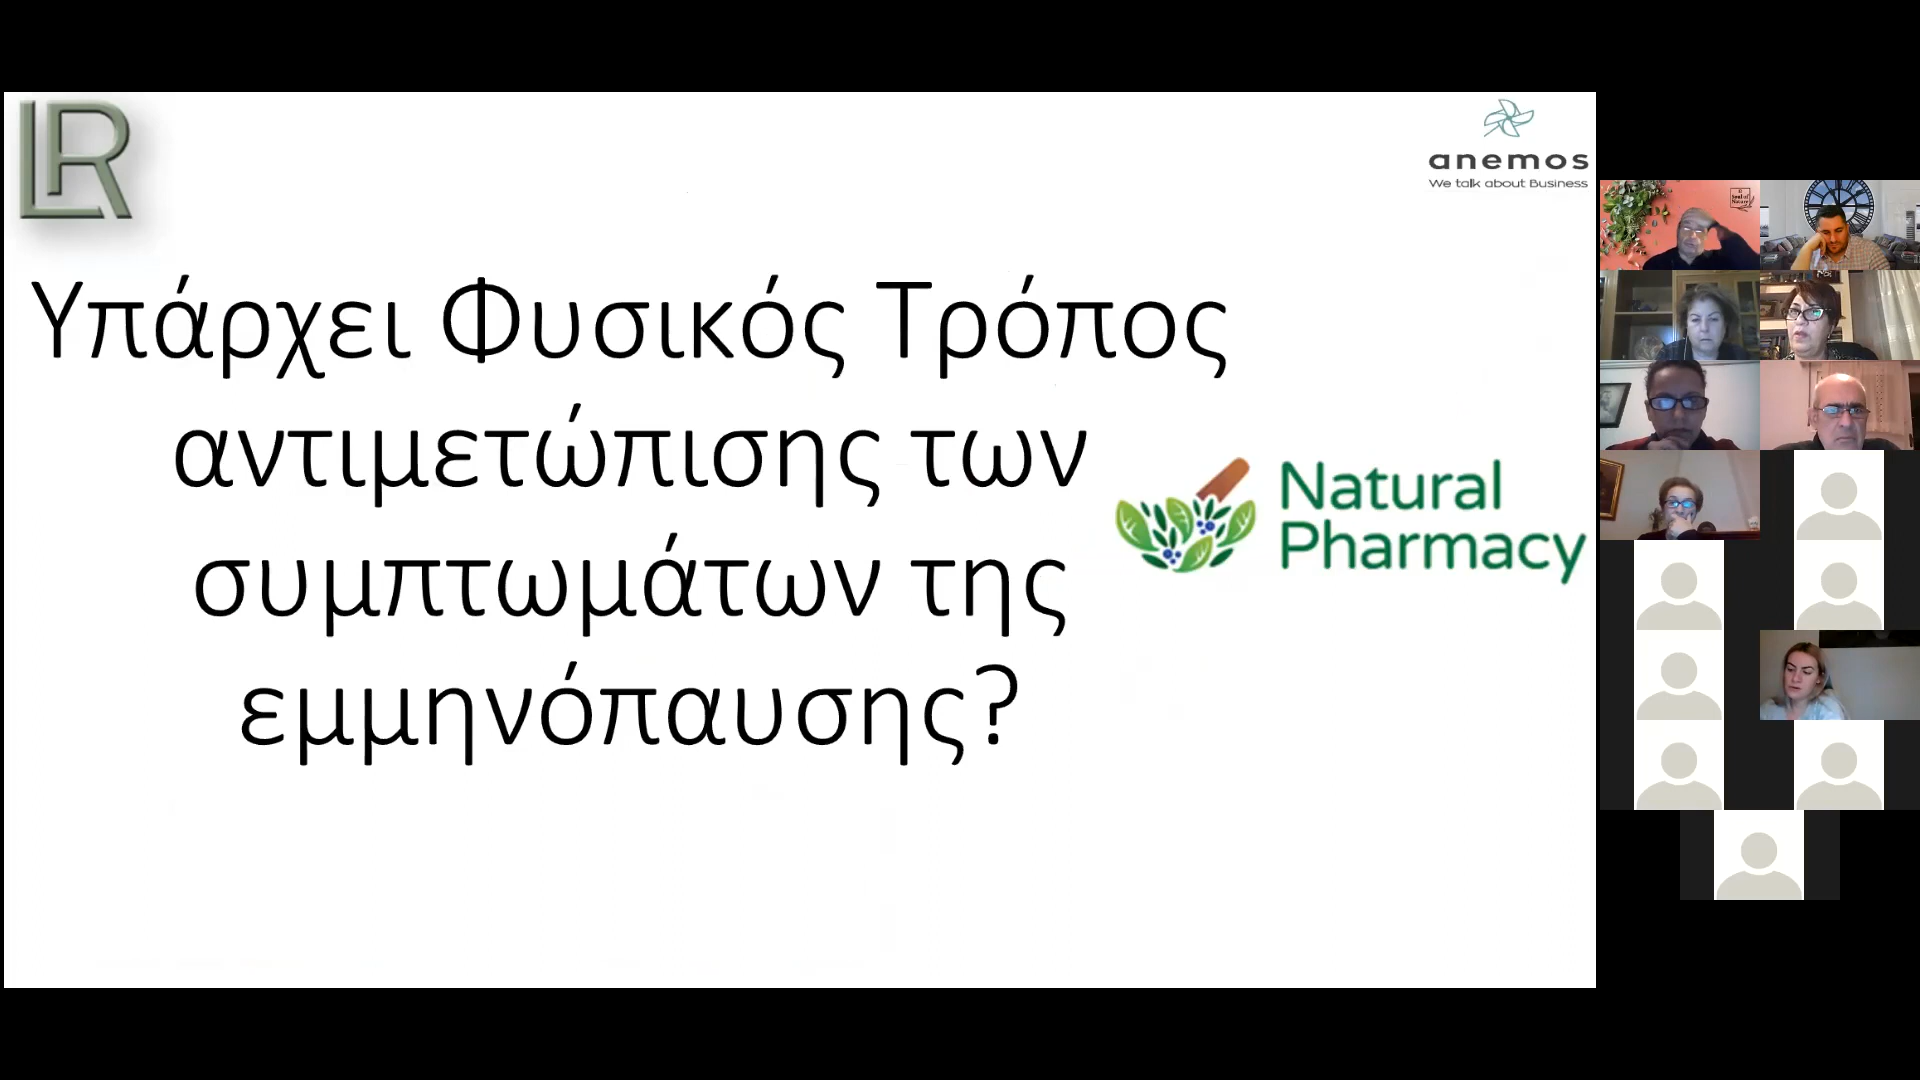 LR
anemos
We talk about Business
Υπάρχει Φυσικός Τρόπος
αντιμετώπισης των
συμπτωμάτων της
εμμηνόπαυσης?
Natural
Pharmacy